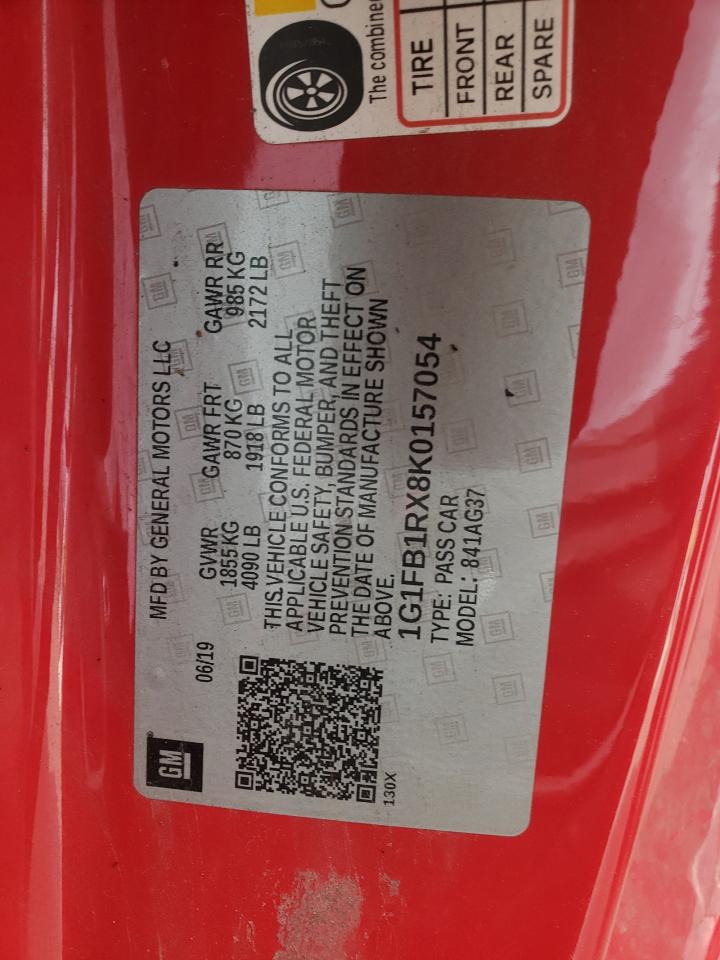 MFD BY GENERAL MOTORS LLC
GM
06/19
GVWR GAWR FRT GAWR RR
1855KG 870 KG 985 KG
4090 LB 1918 LB 2172 LB
THIS VEHICLE CONFORMS TO ALL
APPLICABLE U.S. FEDERAL MOTOR
VEHICLE SAFETY, BUMPER, AND THEFT
PREVENTION STANDARDS IN EFFECT ON
THE DATE OF MANUFACTURE SHOWN
ABOVE.
130X
1G1FB1RX8K0157054
TYPE: PASS CAR
MODEL: 841AG37
The combined
TIRE
FRONT
REAR
SPARE